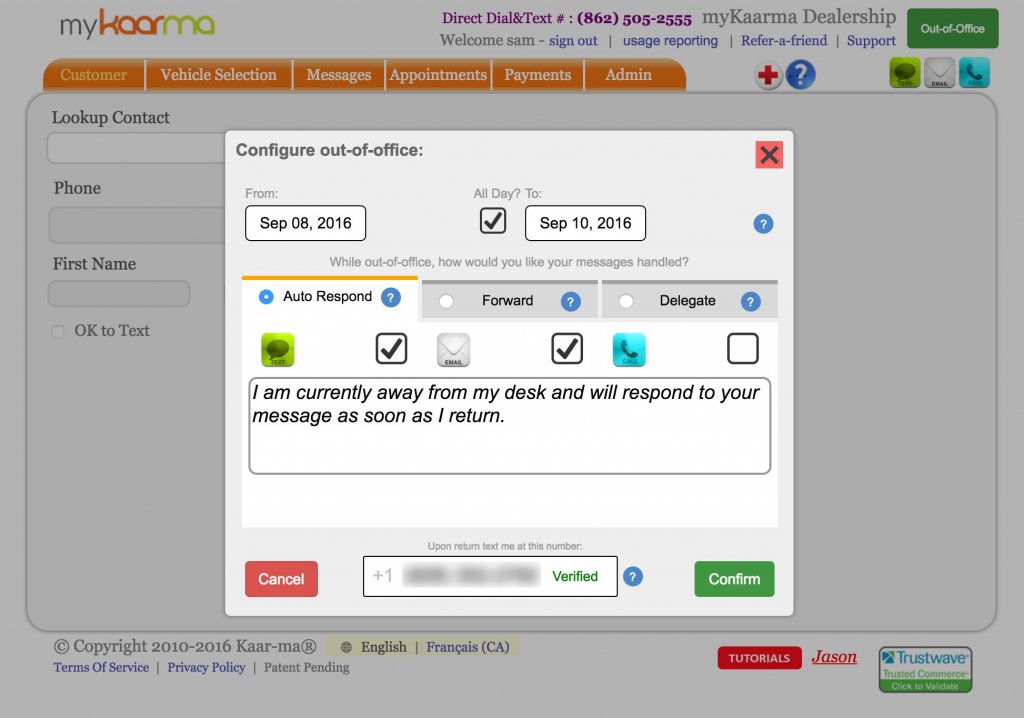 mykaarma
Direct Dial&Text # : (862) 505-2555 myKaarma Dealership
Out-of-Office
Welcome sam - sign out | usage reporting | Refer-a-friend | Support
Customer Vehicle Selection Messages Appointments Payments Admin
? TEXT EMAIL CALL
Lookup Contact
Configure out-of-office:
Phone
From: All Day? To:
Sep 08, 2016 Sep 10, 2016 ?
First Name
While out-of-office, how would you like your messages handled?
Auto Respond ? Forward ? Delegate ?
OK to Text
TEXT EMAIL CALL
I am currently away from my desk and will respond to your
message as soon as I return.
Upon return text me at this number:
Cancel +1 Verified ? Confirm
© Copyright 2010-2016 Kaar-ma® English | Français (CA)
Terms Of Service | Privacy Policy | Patent Pending
TUTORIALS Jason
Trustwave®
Trusted Commerce™
Click to Validate